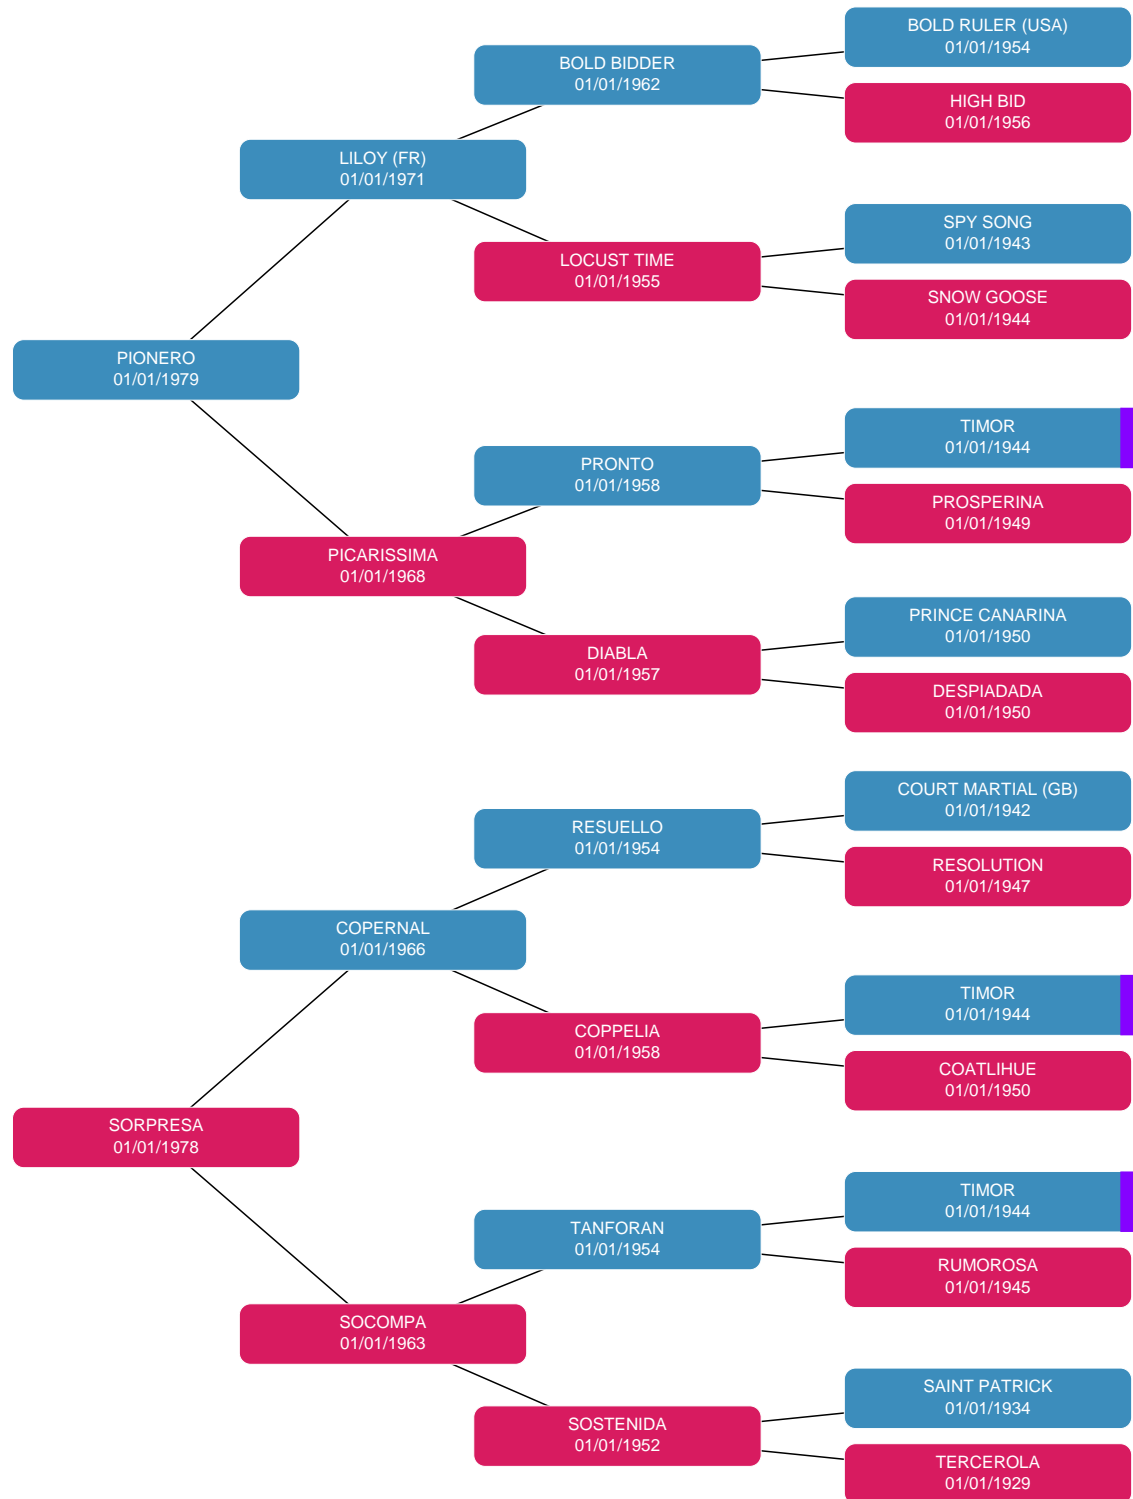 BOLD RULER (USA)
01/01/1954
BOLD BIDDER
01/01/1962
HIGH BID
01/01/1956
LILOY (FR)
01/01/1971
SPY SONG
01/01/1943
LOCUST TIME
01/01/1955
SNOW GOOSE
01/01/1944
PIONERO
01/01/1979
TIMOR
01/01/1944
PRONTO
01/01/1958
PROSPERINA
01/01/1949
PICARISSIMA
01/01/1968
PRINCE CANARINA
01/01/1950
DIABLA
01/01/1957
DESPIADADA
01/01/1950
COURT MARTIAL (GB)
01/01/1942
RESUELLO
01/01/1954
RESOLUTION
01/01/1947
COPERNAL
01/01/1966
TIMOR
01/01/1944
COPPELIA
01/01/1958
COATLIHUE
01/01/1950
SORPRESA
01/01/1978
TIMOR
01/01/1944
TANFORAN
01/01/1954
RUMOROSA
01/01/1945
SOCOMPA
01/01/1963
SAINT PATRICK
01/01/1934
SOSTENIDA
01/01/1952
TERCEROLA
01/01/1929